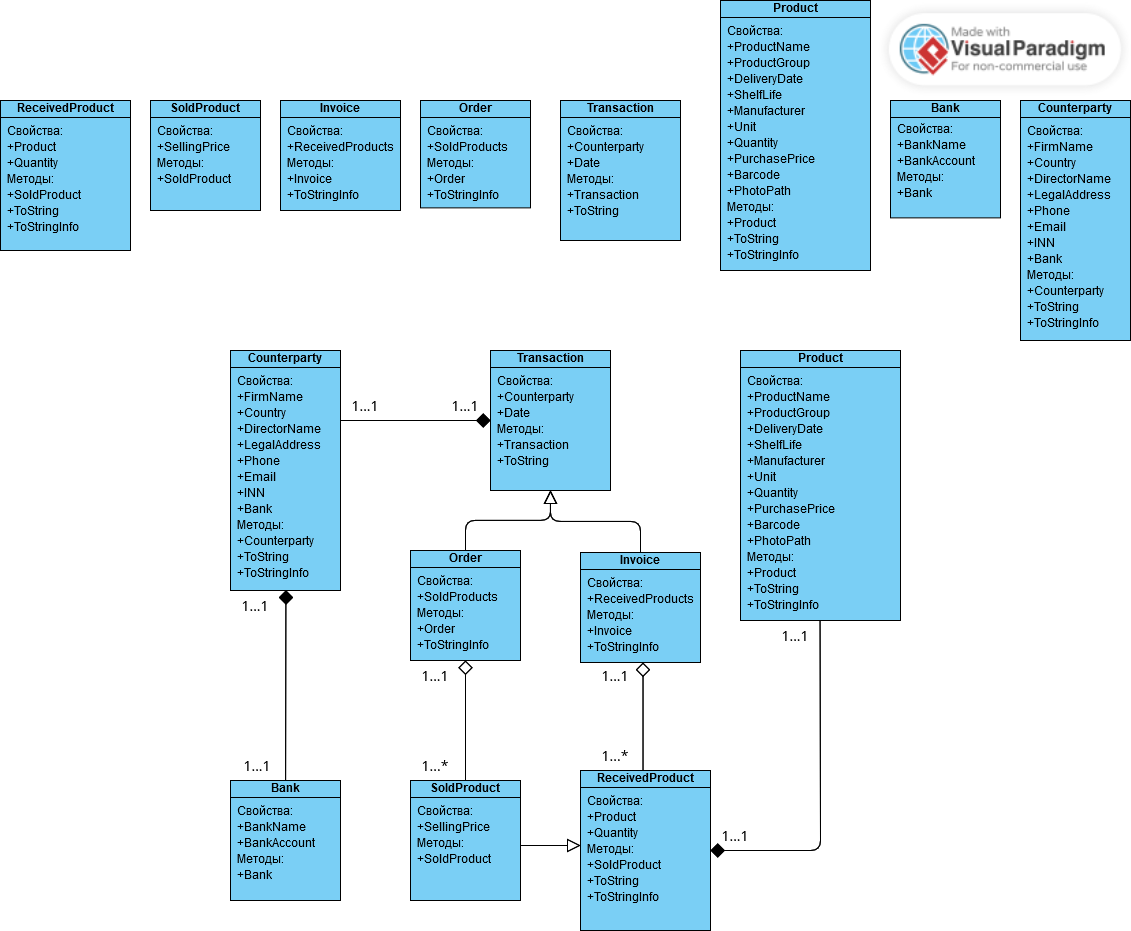 Product
Свойства:
+ProductName
+ProductGroup
+DeliveryDate
+ShelfLife
+Manufacturer
+Unit
+Quantity
+PurchasePrice
+Barcode
+PhotoPath
Методы:
+Product
+ToString
+ToStringInfo
Made with
Visual Paradigm
For non-commercial use
ReceivedProduct
Свойства:
+Product
+Quantity
Методы:
+SoldProduct
+ToString
+ToStringInfo
SoldProduct
Свойства:
+SellingPrice
Методы:
+SoldProduct
Invoice
Свойства:
+ReceivedProducts
Методы:
+Invoice
+ToStringInfo
Order
Свойства:
+SoldProducts
Методы:
+Order
+ToStringInfo
Transaction
Свойства:
+Counterparty
+Date
Методы:
+Transaction
+ToString
Bank
Свойства:
+BankName
+BankAccount
Методы:
+Bank
Counterparty
Свойства:
+FirmName
+Country
+DirectorName
+LegalAddress
+Phone
+Email
+INN
+Bank
Методы:
+Counterparty
+ToString
+ToStringInfo
Counterparty
Свойства:
+FirmName
+Country
+DirectorName
+LegalAddress
+Phone
+Email
+INN
+Bank
Методы:
+Counterparty
+ToString
+ToStringInfo
1...1
1...1
Transaction
Свойства:
+Counterparty
+Date
Методы:
+Transaction
+ToString
Product
Свойства:
+ProductName
+ProductGroup
+DeliveryDate
+ShelfLife
+Manufacturer
+Unit
+Quantity
+PurchasePrice
+Barcode
+PhotoPath
Методы:
+Product
+ToString
+ToStringInfo
Order
Свойства:
+SoldProducts
Методы:
+Order
+ToStringInfo
Invoice
Свойства:
+ReceivedProducts
Методы:
+Invoice
+ToStringInfo
1...1
1...1
1...1
1...1
1...1
1...*
1...*
Bank
Свойства:
+BankName
+BankAccount
Методы:
+Bank
SoldProduct
Свойства:
+SellingPrice
Методы:
+SoldProduct
ReceivedProduct
Свойства:
+Product
+Quantity
Методы:
+SoldProduct
+ToString
+ToStringInfo
1...1